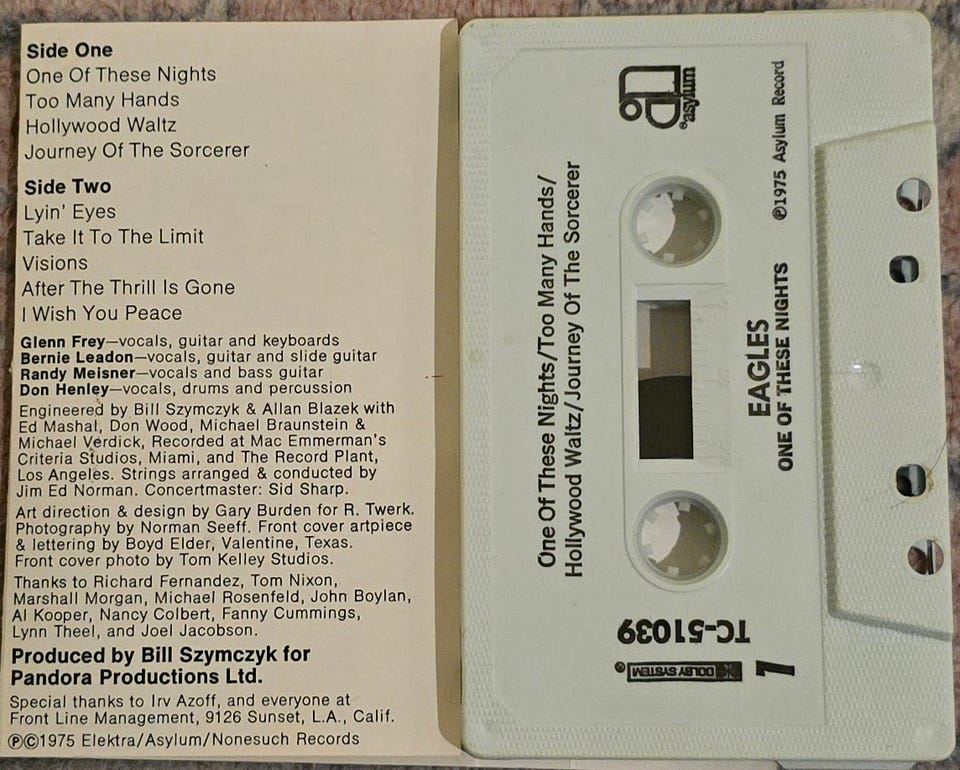 Side One
One Of These Nights
Too Many Hands
Hollywood Waltz
Journey Of The Sorcerer
Side Two
Lyin' Eyes
Take It To The Limit
Visions
After The Thrill Is Gone
I Wish You Peace
Glenn Frey—vocals, guitar and keyboards
Bernie Leadon—vocals, guitar and slide guitar
Randy Meisner—vocals and bass guitar
Don Henley—vocals, drums and percussion
Engineered by Bill Szymczyk & Allan Blazek with
Ed Mashal, Don Wood, Michael Braunstein &
Michael Verdick, Recorded at Mac Emmerman's
Criteria Studios, Miami, and The Record Plant,
Los Angeles. Strings arranged & conducted by
Jim Ed Norman. Concertmaster: Sid Sharp.
Art direction & design by Gary Burden for R. Twerk.
Photography by Norman Seeff. Front cover artpiece
& lettering by Boyd Elder, Valentine, Texas.
Front cover photo by Tom Kelley Studios.
Thanks to Richard Fernandez, Tom Nixon,
Marshall Morgan, Michael Rosenfeld, John Boylan,
Al Kooper, Nancy Colbert, Fanny Cummings,
Lynn Theel, and Joel Jacobson.
Produced by Bill Szymczyk for
Pandora Productions Ltd.
Special thanks to Irv Azoff, and everyone at
Front Line Management, 9126 Sunset, L.A., Calif.
℗©1975 Elektra/Asylum/Nonesuch Records
asylum®
One Of These Nights/Too Many Hands/
Hollywood Waltz/Journey Of The Sorcerer
EAGLES
ONE OF THESE NIGHTS
℗1975 Asylum Record
TC-51039
DOLBY SYSTEM®
1